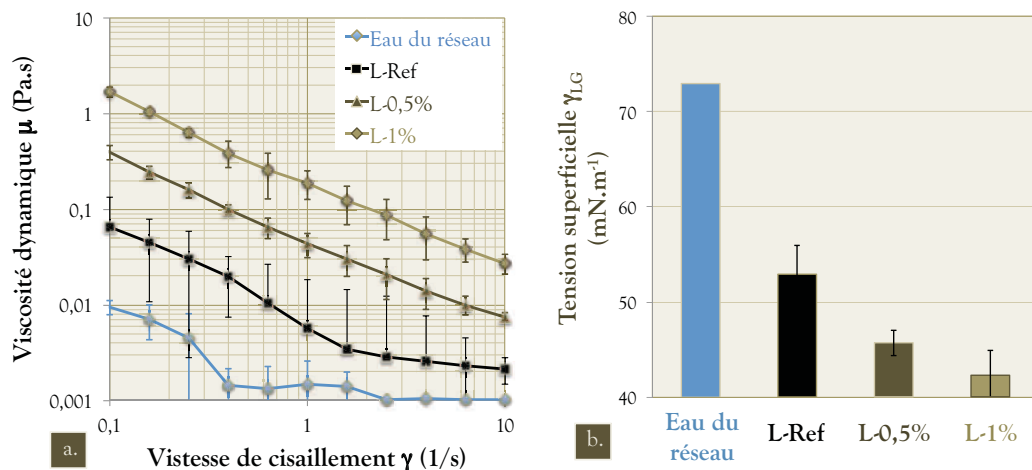 Viscosité dynamique μ (Pa.s)
10
1
0,1
0,01
0,001
0,1
1
10
Eau du réseau
L-Ref
L-0,5%
L-1%
Vistesse de cisaillement γ (1/s)
a.
Tension superficielle γLG
(mN.m-1)
80
70
60
50
40
Eau du
réseau
L-Ref
L-0,5%
L-1%
b.